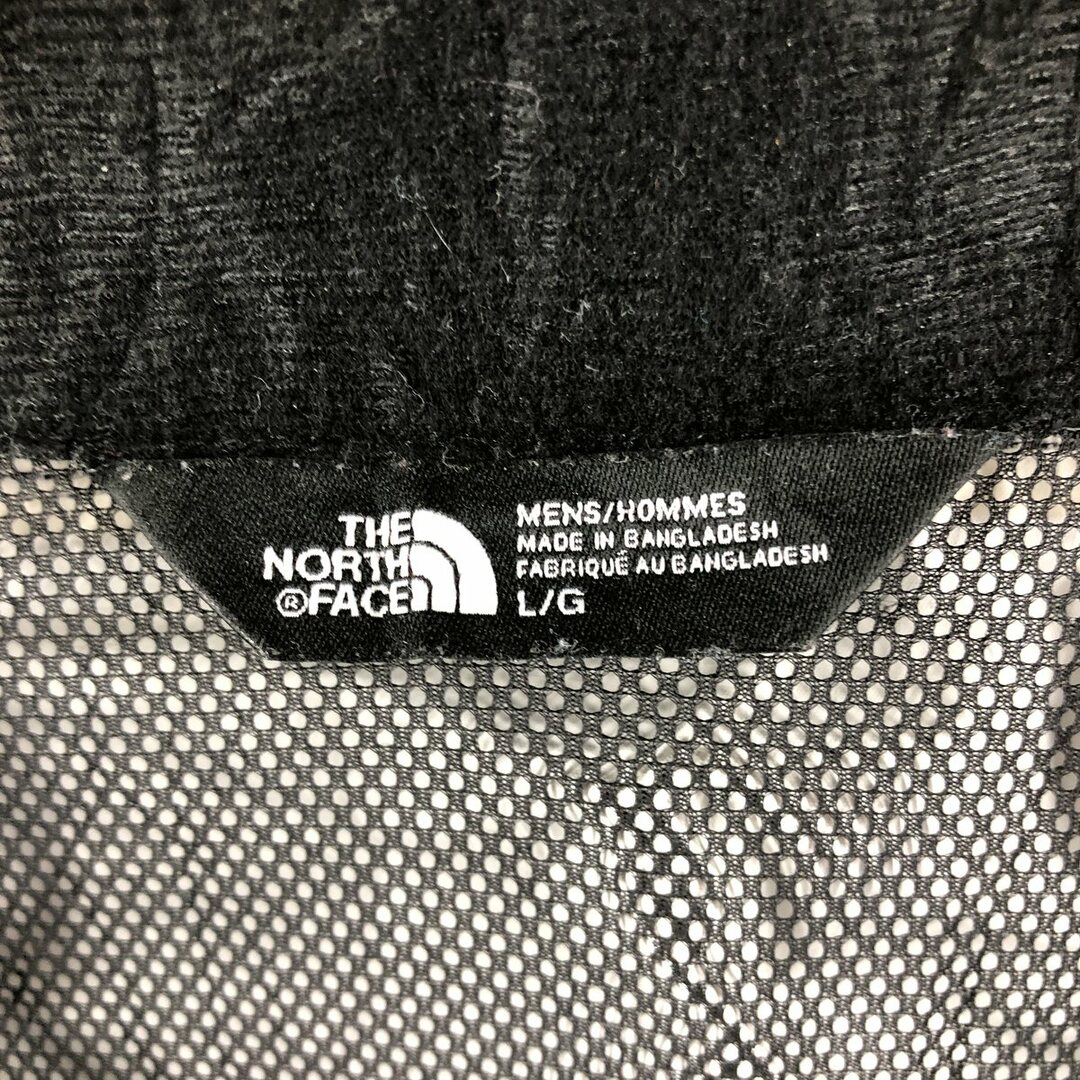 THE
NORTH
®FACE
MENS/HOMMES
MADE IN BANGLADESH
FABRIQUÉ AU BANGLADESH
L/G